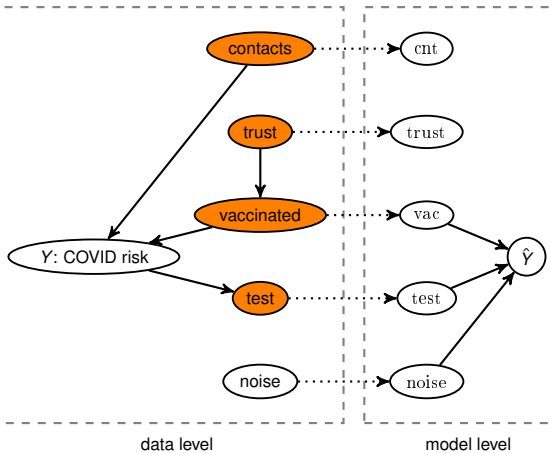 contacts
cnt
trust
trust
vaccinated
vac
Y: COVID risk
Ŷ
test
test
noise
noise
data level
model level